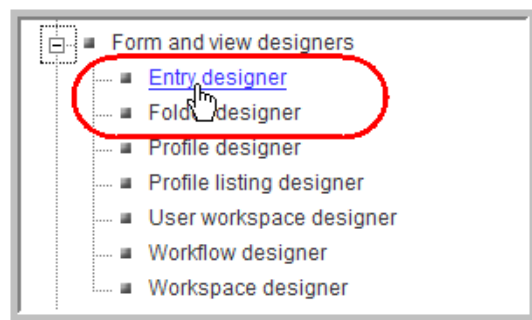 Form and view designers
Entry designer
Folder designer
Profile designer
Profile listing designer
User workspace designer
Workflow designer
Workspace designer